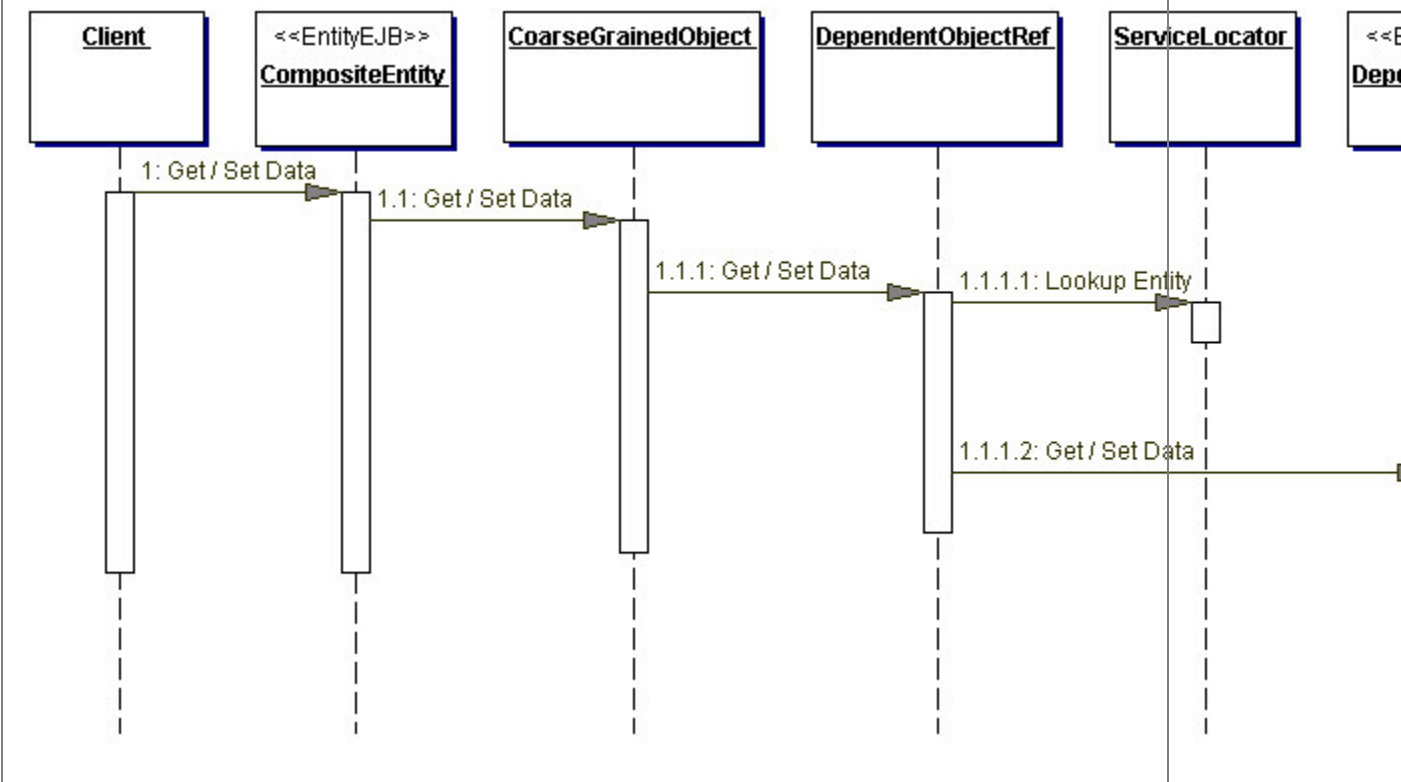 Client
<<EntityEJB>>
CompositeEntity
CoarseGrainedObject
DependentObjectRef
ServiceLocator
1: Get / Set Data
1.1: Get / Set Data
1.1.1: Get / Set Data
1.1.1.1: Lookup Entity
1.1.1.2: Get / Set Data